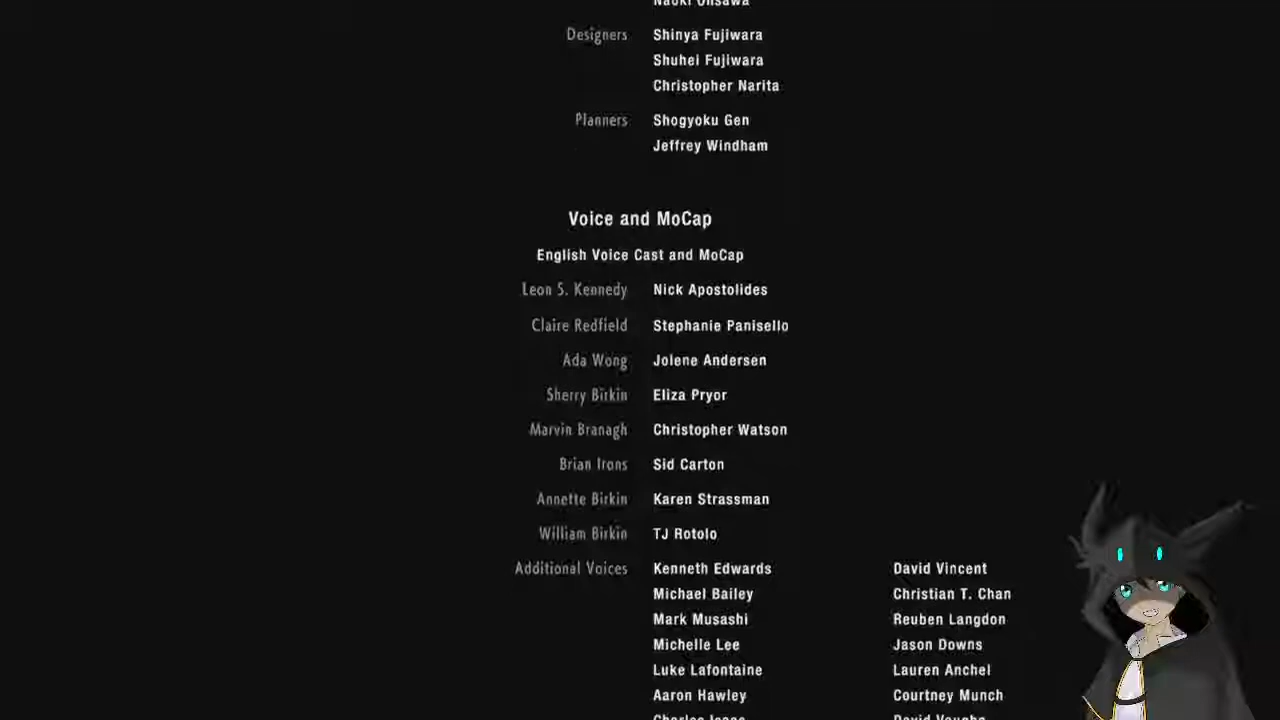 Naoki Ohsawa
Designers Shinya Fujiwara
Shuhei Fujiwara
Christopher Narita
Planners Shogyoku Gen
Jeffrey Windham
Voice and MoCap
English Voice Cast and MoCap
Leon S. Kennedy Nick Apostolides
Claire Redfield Stephanie Panisello
Ada Wong Jolene Andersen
Sherry Birkin Eliza Pryor
Marvin Branagh Christopher Watson
Brian Irons Sid Carton
Annette Birkin Karen Strassman
William Birkin TJ Rotolo
Additional Voices Kenneth Edwards David Vincent
Michael Bailey Christian T. Chan
Mark Musashi Reuben Langdon
Michelle Lee Jason Downs
Luke Lafontaine Lauren Anchel
Aaron Hawley Courtney Munch
Charles David